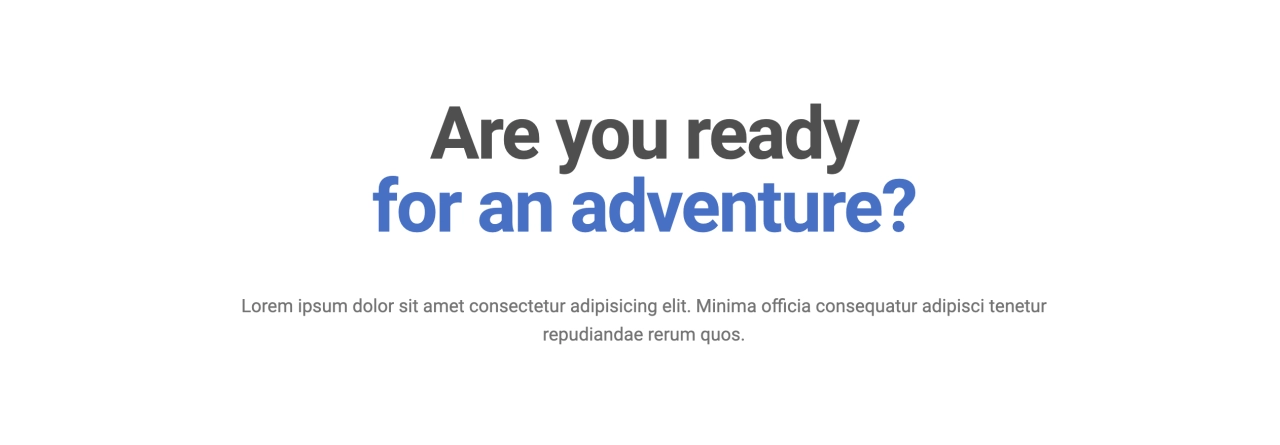 Are you ready
for an adventure?
Lorem ipsum dolor sit amet consectetur adipisicing elit. Minima officia consequatur adipisci tenetur
repudiandae rerum quos.